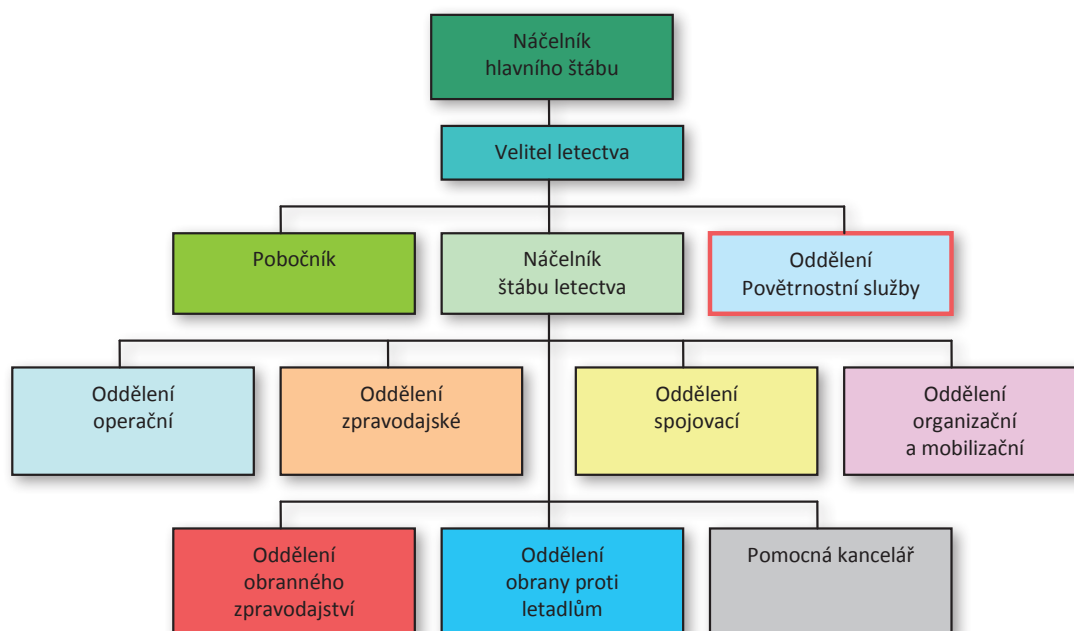 Náčelník
hlavního štábu
Velitel letectva
Pobočník
Náčelník
štábu letectva
Oddělení
Povětrnostní služby
Oddělení
operační
Oddělení
zpravodajské
Oddělení
spojovací
Oddělení
organizační
a mobilizační
Oddělení
obranného
zpravodajství
Oddělení
obrany proti
letadlům
Pomocná kancelář